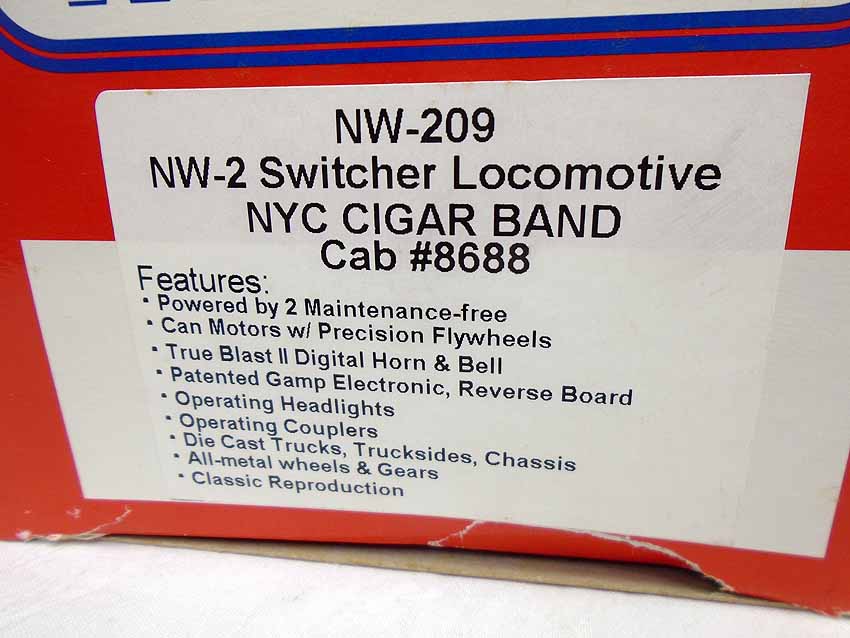 NW-209
NW-2 Switcher Locomotive
NYC CIGAR BAND
Cab #8688
Features:
• Powered by 2 Maintenance-free
• Can Motors w/ Precision Flywheels
• True Blast II Digital Horn & Bell
• Patented Gamp Electronic, Reverse Board
• Operating Headlights
• Operating Couplers
• Die Cast Trucks, Trucksides, Chassis
• All-metal wheels & Gears
• Classic Reproduction